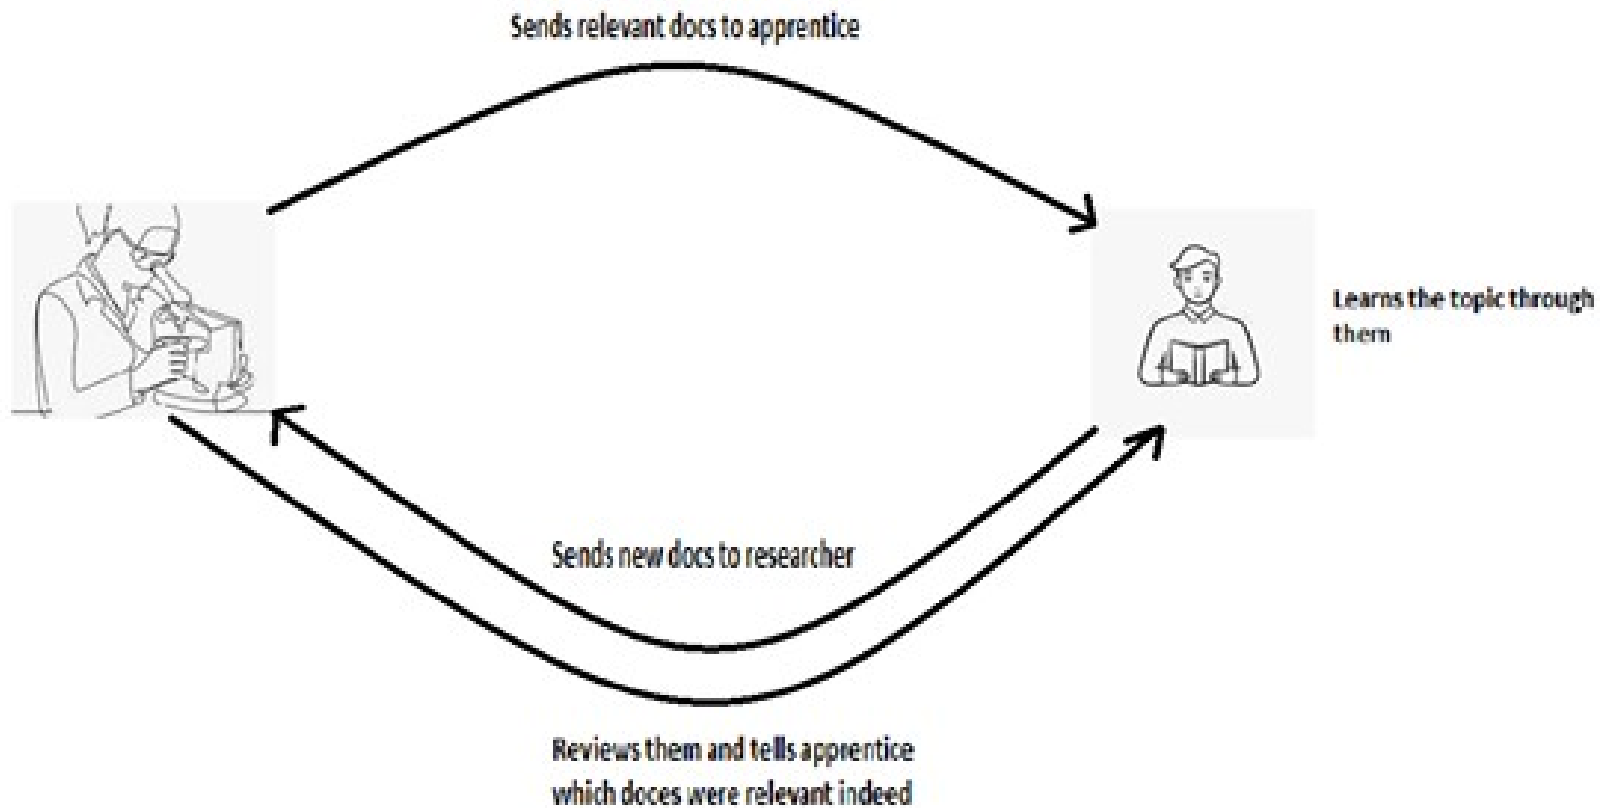 Sends relevant docs to apprentice
Learns the topic through
them
Sends new docs to researcher
Reviews them and tells apprentice
which doces were relevant indeed